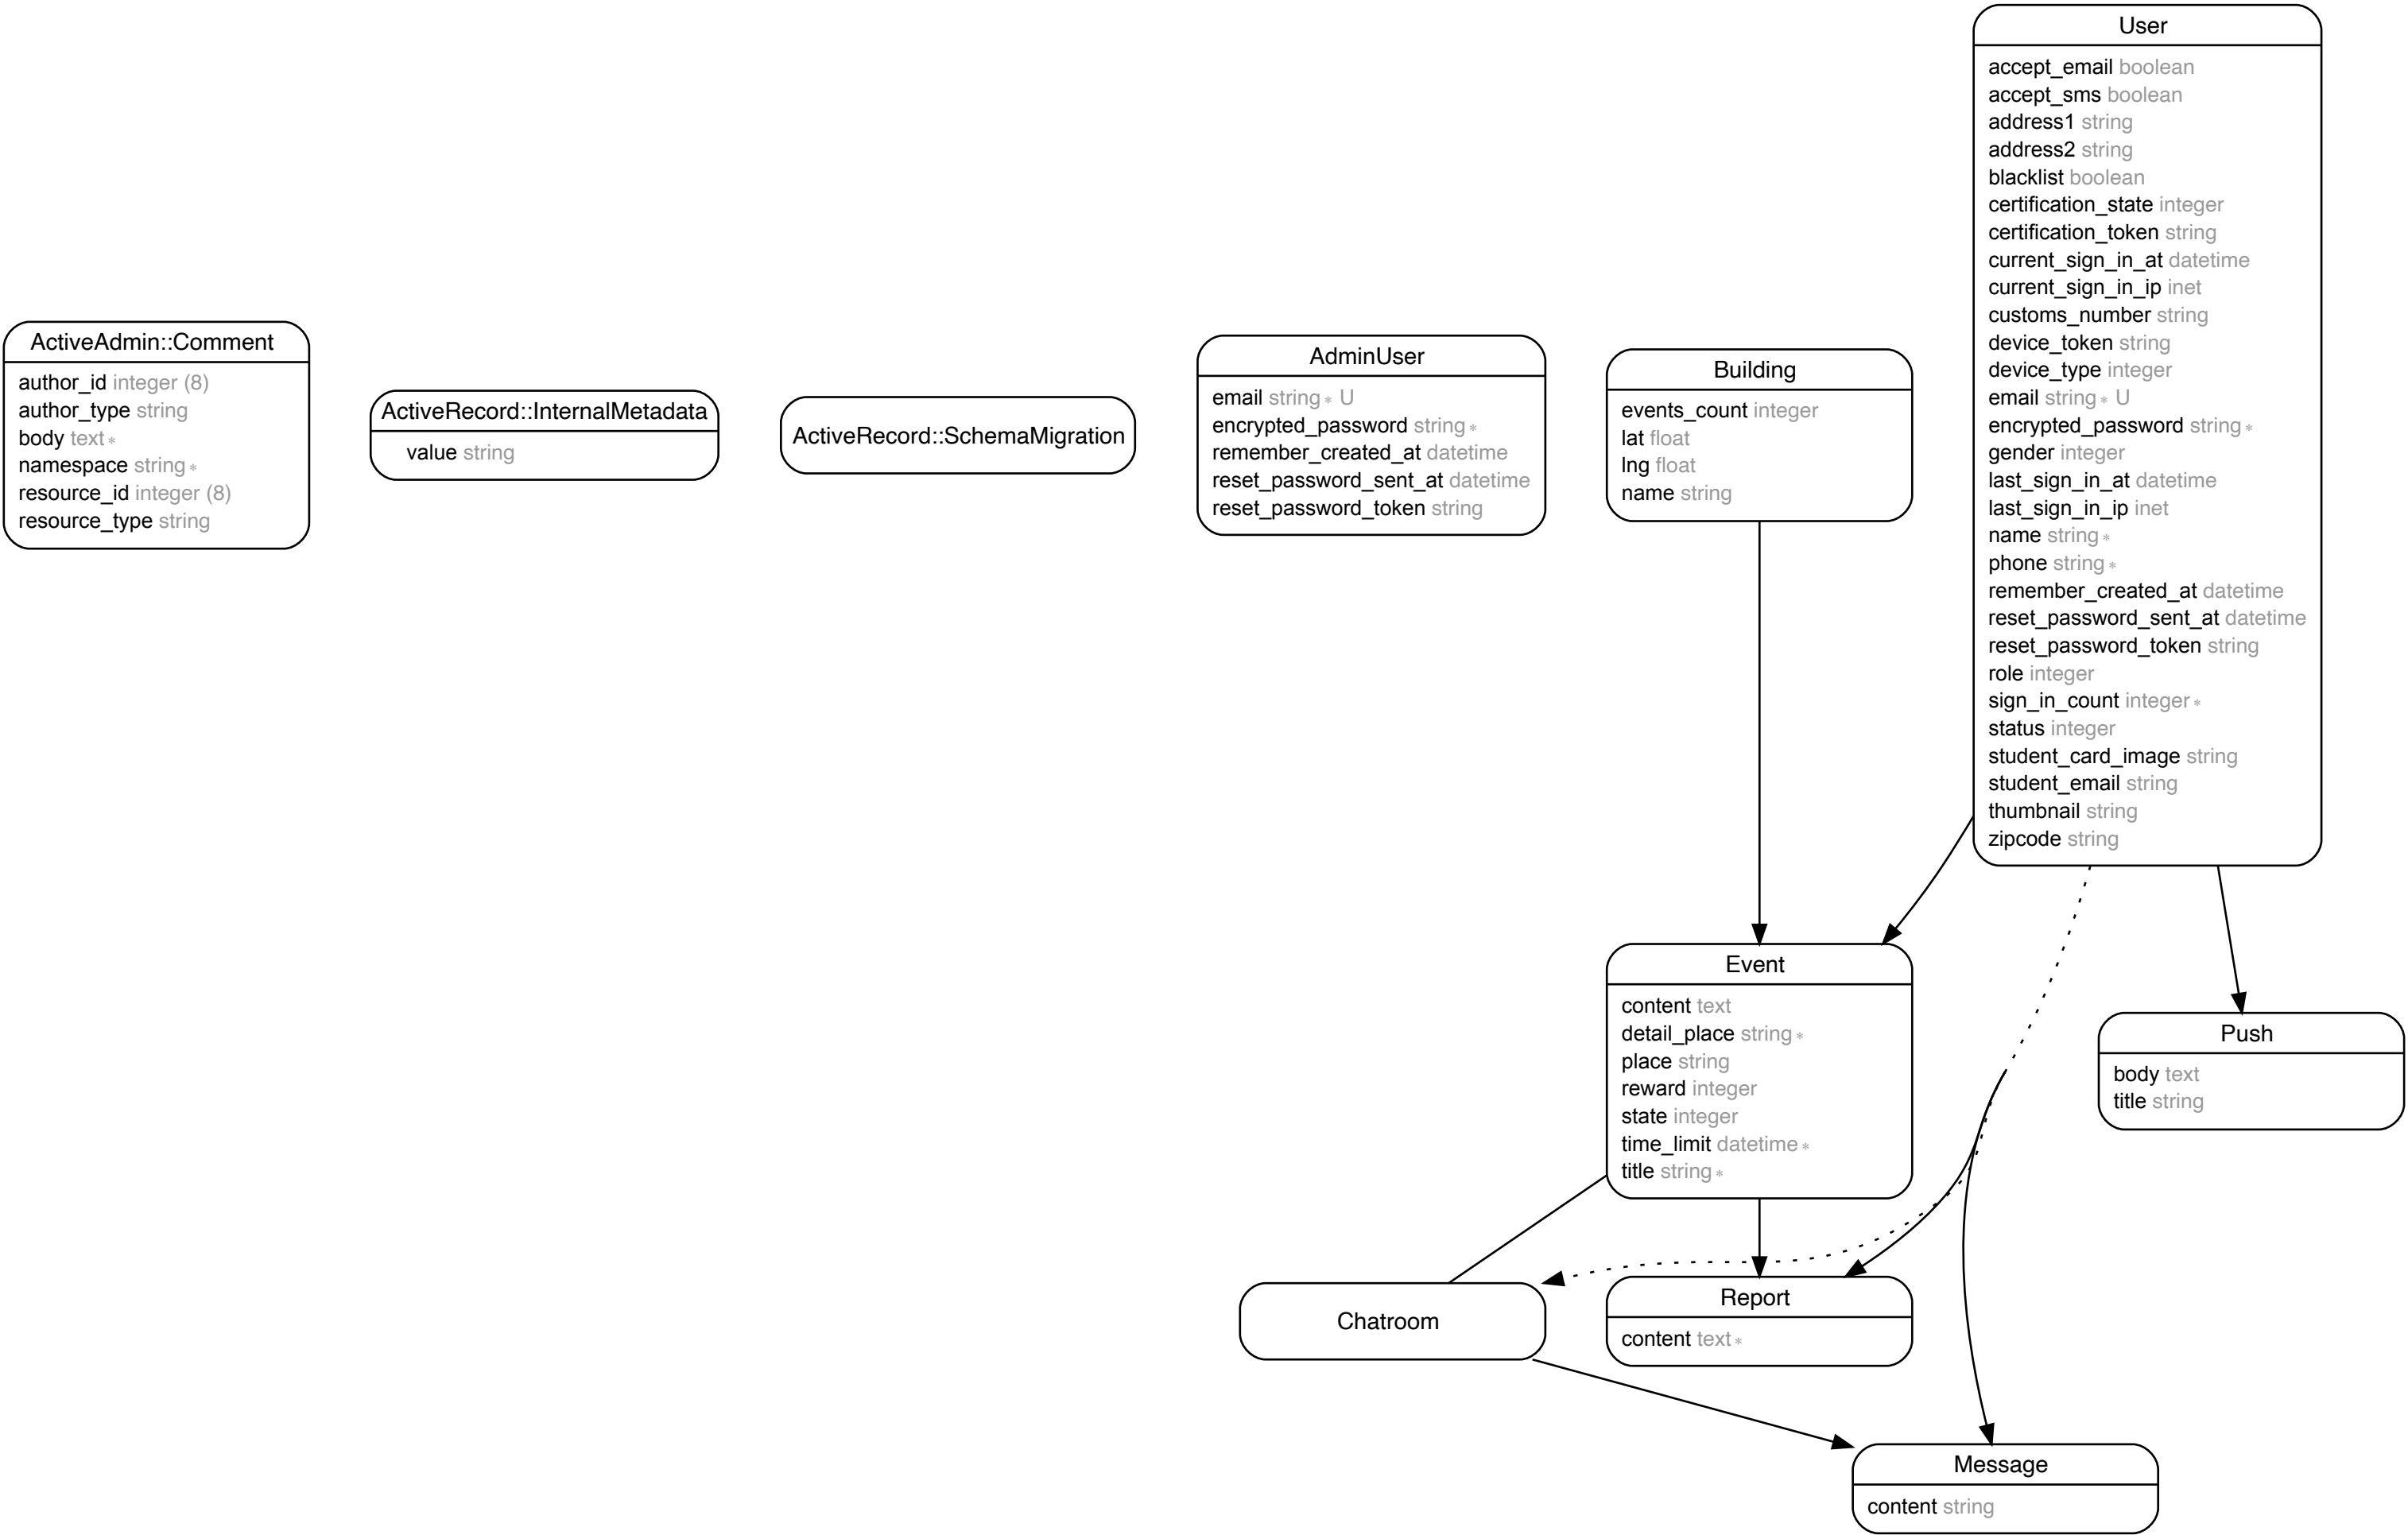 User
accept_email boolean
accept_sms boolean
address1 string
address2 string
blacklist boolean
certification_state integer
certification_token string
current_sign_in_at datetime
current_sign_in_ip inet
customs_number string
device_token string
device_type integer
email string∗ U
encrypted_password string∗
gender integer
last_sign_in_at datetime
last_sign_in_ip inet
name string∗
phone string∗
remember_created_at datetime
reset_password_sent_at datetime
reset_password_token string
role integer
sign_in_count integer∗
status integer
student_card_image string
student_email string
thumbnail string
zipcode string
ActiveAdmin::Comment
author_id integer (8)
author_type string
body text∗
namespace string∗
resource_id integer (8)
resource_type string
ActiveRecord::InternalMetadata
value string
ActiveRecord::SchemaMigration
AdminUser
email string∗ U
encrypted_password string∗
remember_created_at datetime
reset_password_sent_at datetime
reset_password_token string
Building
events_count integer
lat float
lng float
name string
Event
content text
detail_place string∗
place string
reward integer
state integer
time_limit datetime∗
title string∗
Push
body text
title string
Chatroom
Report
content text∗
Message
content string